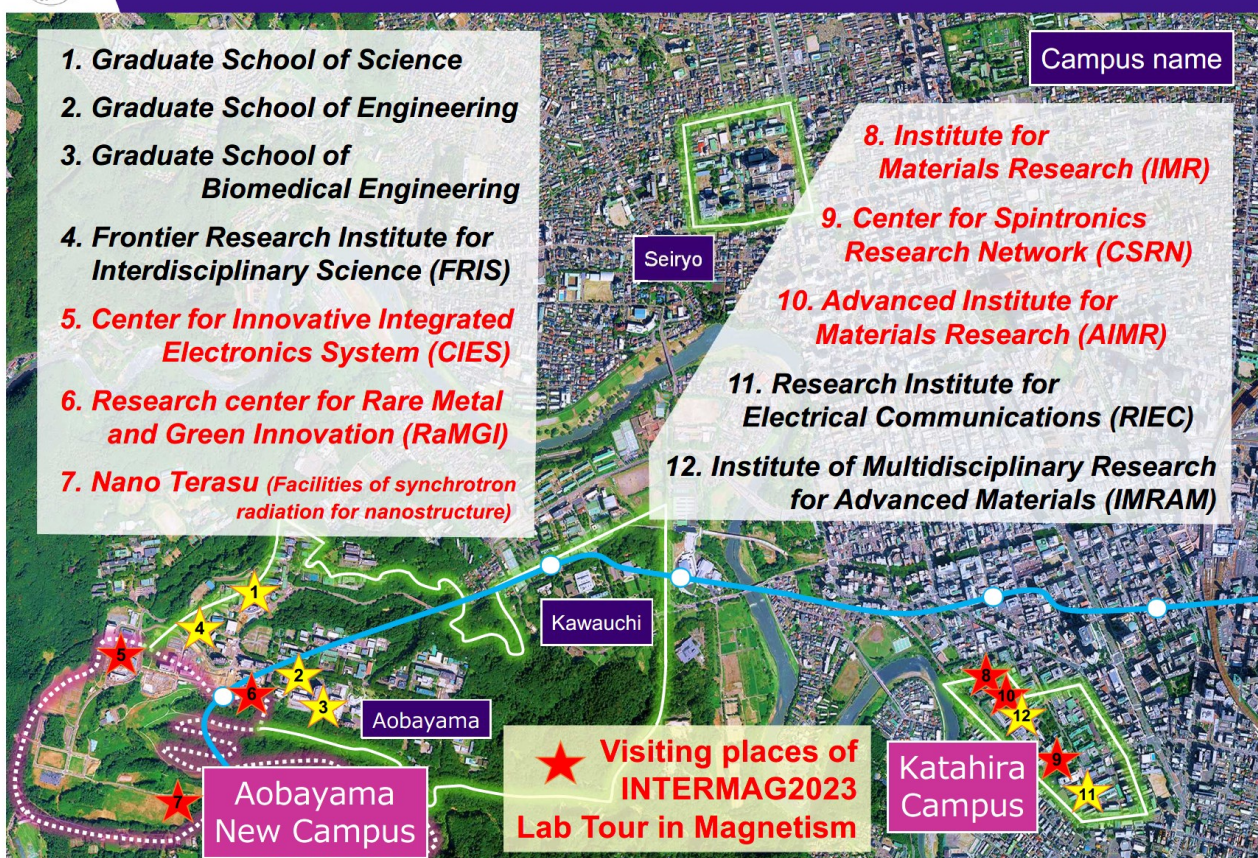 1. Graduate School of Science
2. Graduate School of Engineering
3. Graduate School of
Biomedical Engineering
4. Frontier Research Institute for
Interdisciplinary Science (FRIS)
5. Center for Innovative Integrated
Electronics System (CIES)
6. Research center for Rare Metal
and Green Innovation (RaMGI)
7. Nano Terasu (Facilities of synchrotron
radiation for nanostructure)
Campus name
8. Institute for
Materials Research (IMR)
9. Center for Spintronics
Research Network (CSRN)
10. Advanced Institute for
Materials Research (AIMR)
11. Research Institute for
Electrical Communications (RIEC)
12. Institute of Multidisciplinary Research
for Advanced Materials (IMRAM)
Seiryo
Kawauchi
Aobayama
1
4
5
2
6
3
7
8
10
12
9
11
Aobayama
New Campus
Visiting places of
INTERMAG2023
Lab Tour in Magnetism
Katahira
Campus